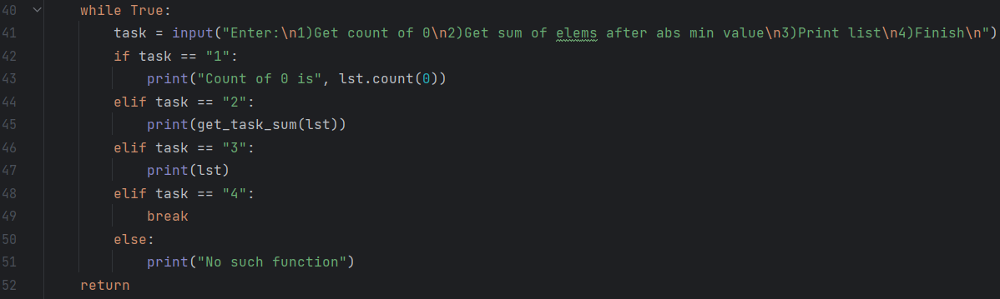 40 while True:
41 task = input("Enter:\n1)Get count of 0\n2)Get sum of elems after abs min value\n3)Print list\n4)Finish\n")
42 if task == "1":
43 print("Count of 0 is", lst.count(0))
44 elif task == "2":
45 print(get_task_sum(lst))
46 elif task == "3":
47 print(lst)
48 elif task == "4":
49 break
50 else:
51 print("No such function")
52 return